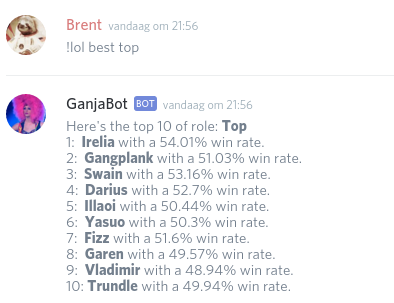 Brent vandaag om 21:56
!lol best top
GanjaBot BOT vandaag om 21:56
Here's the top 10 of role: Top
1: Irelia with a 54.01% win rate.
2: Gangplank with a 51.03% win rate.
3: Swain with a 53.16% win rate.
4: Darius with a 52.7% win rate.
5: Illaoi with a 50.44% win rate.
6: Yasuo with a 50.3% win rate.
7: Fizz with a 51.6% win rate.
8: Garen with a 49.57% win rate.
9: Vladimir with a 48.94% win rate.
10: Trundle with a 49.94% win rate.